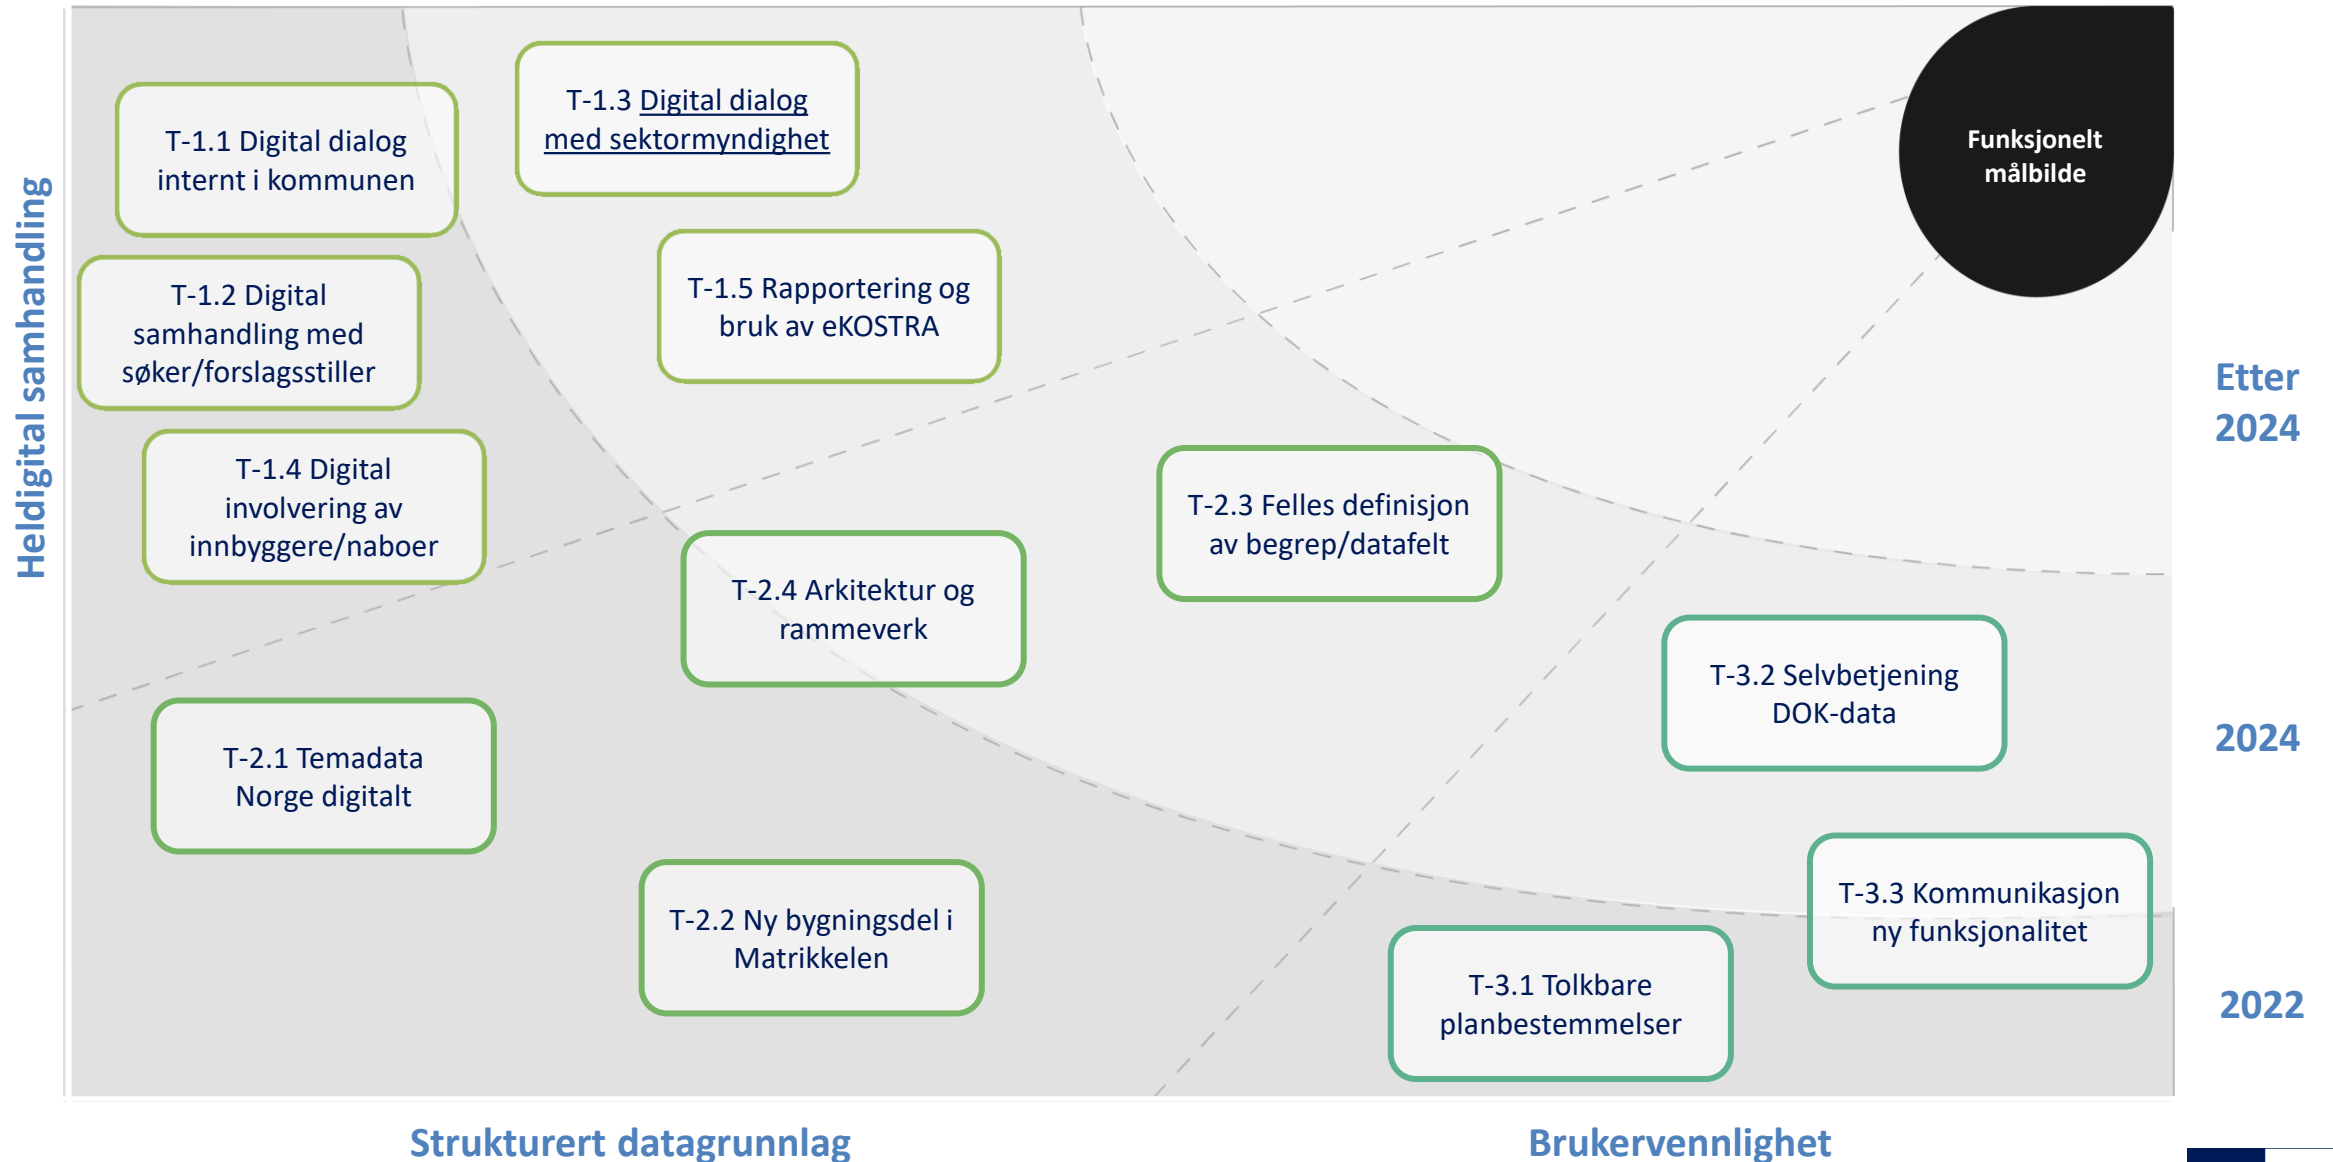 Heldigital samhandling
T-1.1 Digital dialog
internt i kommunen
T-1.3 Digital dialog
med sektormyndighet
Funksjonelt
målbilde
T-1.2 Digital
samhandling med
søker/forslagsstiller
T-1.5 Rapportering og
bruk av eKOSTRA
T-1.4 Digital
involvering av
innbyggere/naboer
T-2.4 Arkitektur og
rammeverk
T-2.3 Felles definisjon
av begrep/datafelt
Etter
2024
T-2.1 Temadata
Norge digitalt
T-3.2 Selvbetjening
DOK-data
2024
T-2.2 Ny bygningsdel i
Matrikkelen
T-3.1 Tolkbare
planbestemmelser
T-3.3 Kommunikasjon
ny funksjonalitet
2022
Strukturert datagrunnlag
Brukervennlighet